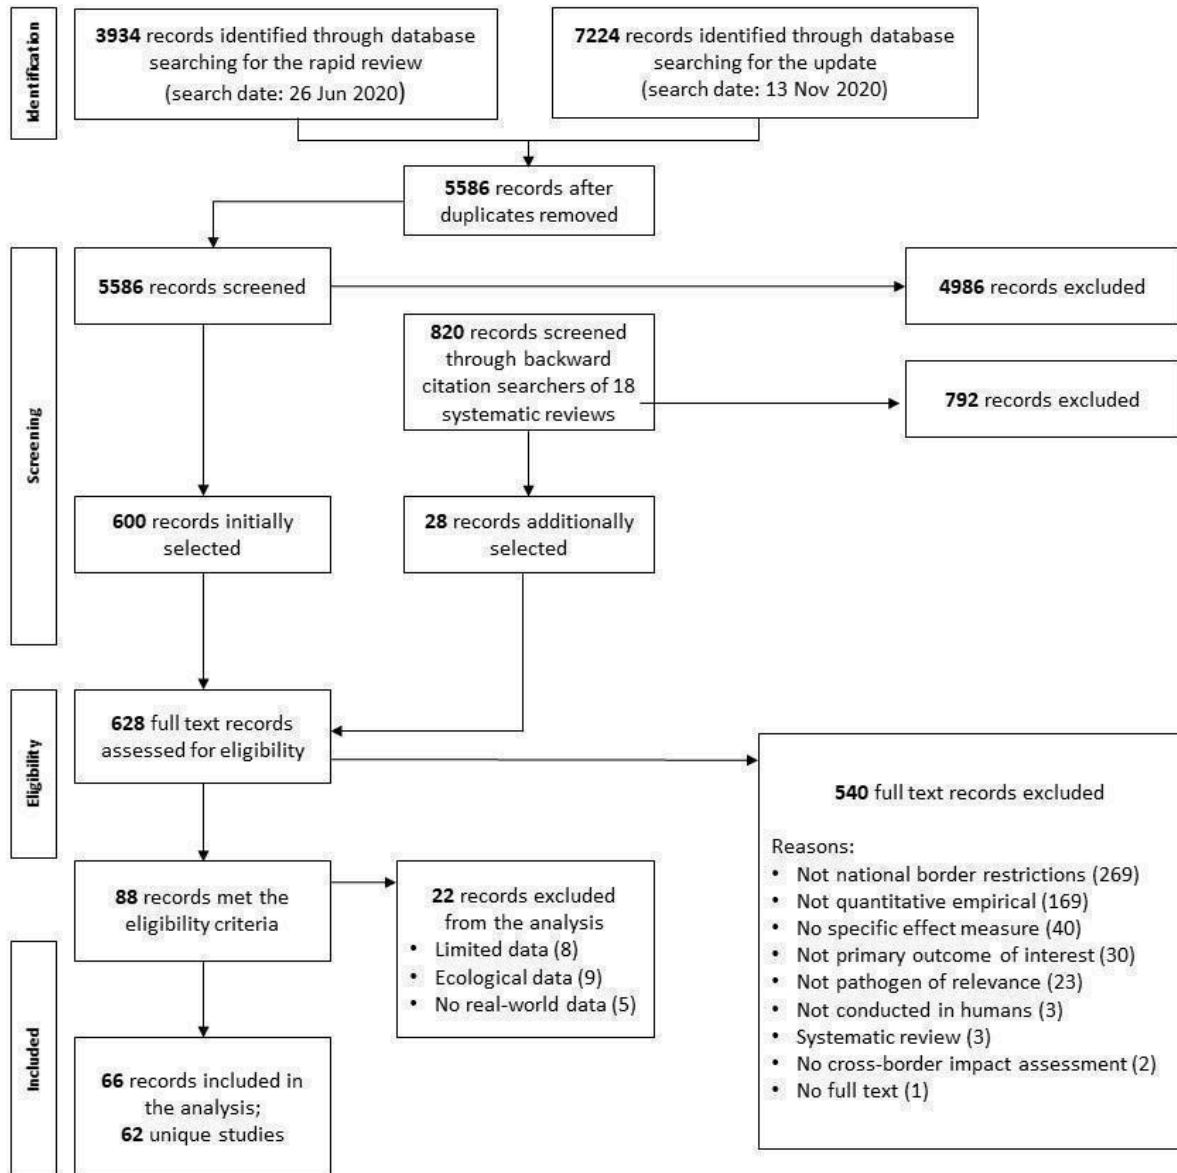 Identification
3934 records identified through database
searching for the rapid review
(search date: 26 Jun 2020)
7224 records identified through database
searching for the update
(search date: 13 Nov 2020)
5586 records after
duplicates removed
Screening
5586 records screened
4986 records excluded
820 records screened
through backward
citation searchers of 18
systematic reviews
792 records excluded
600 records initially
selected
28 records additionally
selected
Eligibility
628 full text records
assessed for eligibility
540 full text records excluded
Reasons:
• Not national border restrictions (269)
• Not quantitative empirical (169)
• No specific effect measure (40)
• Not primary outcome of interest (30)
• Not pathogen of relevance (23)
• Not conducted in humans (3)
• Systematic review (3)
• No cross-border impact assessment (2)
• No full text (1)
88 records met the
eligibility criteria
22 records excluded
from the analysis
• Limited data (8)
• Ecological data (9)
• No real-world data (5)
Included
66 records included in
the analysis;
62 unique studies